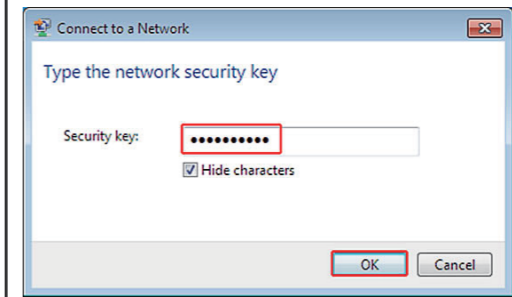 Connect to a Network
Type the network security key
Security key: ••••••••••
Hide characters
OK Cancel